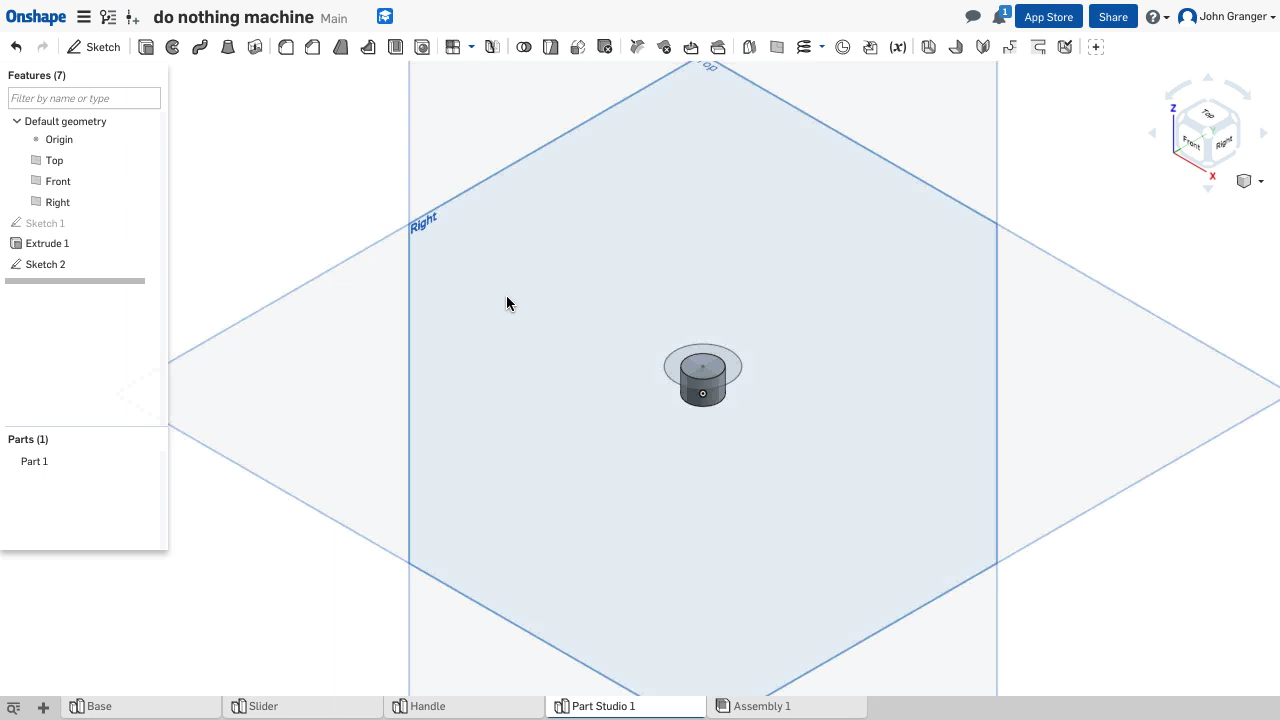 Onshape do nothing machine Main 1 App Store Share John Granger
Sketch (x)
Features (7)
Filter by name or type
Default geometry
Origin
Top
Front
Right
Sketch 1
Extrude 1
Sketch 2
Parts (1)
Part 1
Top
Right
Z
Top
Front
Right
X
Base
Slider
Handle
Part Studio 1
Assembly 1